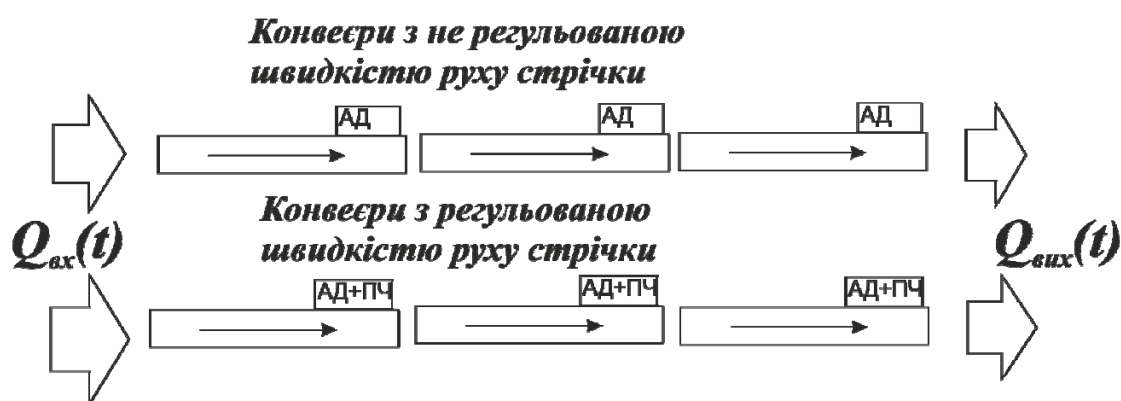 Конвеєри з не регульованою
швидкістю руху стрічки
АД АД АД
Конвеєри з регульованою
швидкістю руху стрічки
Qвх(t) Qвих(t)
АД+ПЧ АД+ПЧ АД+ПЧ